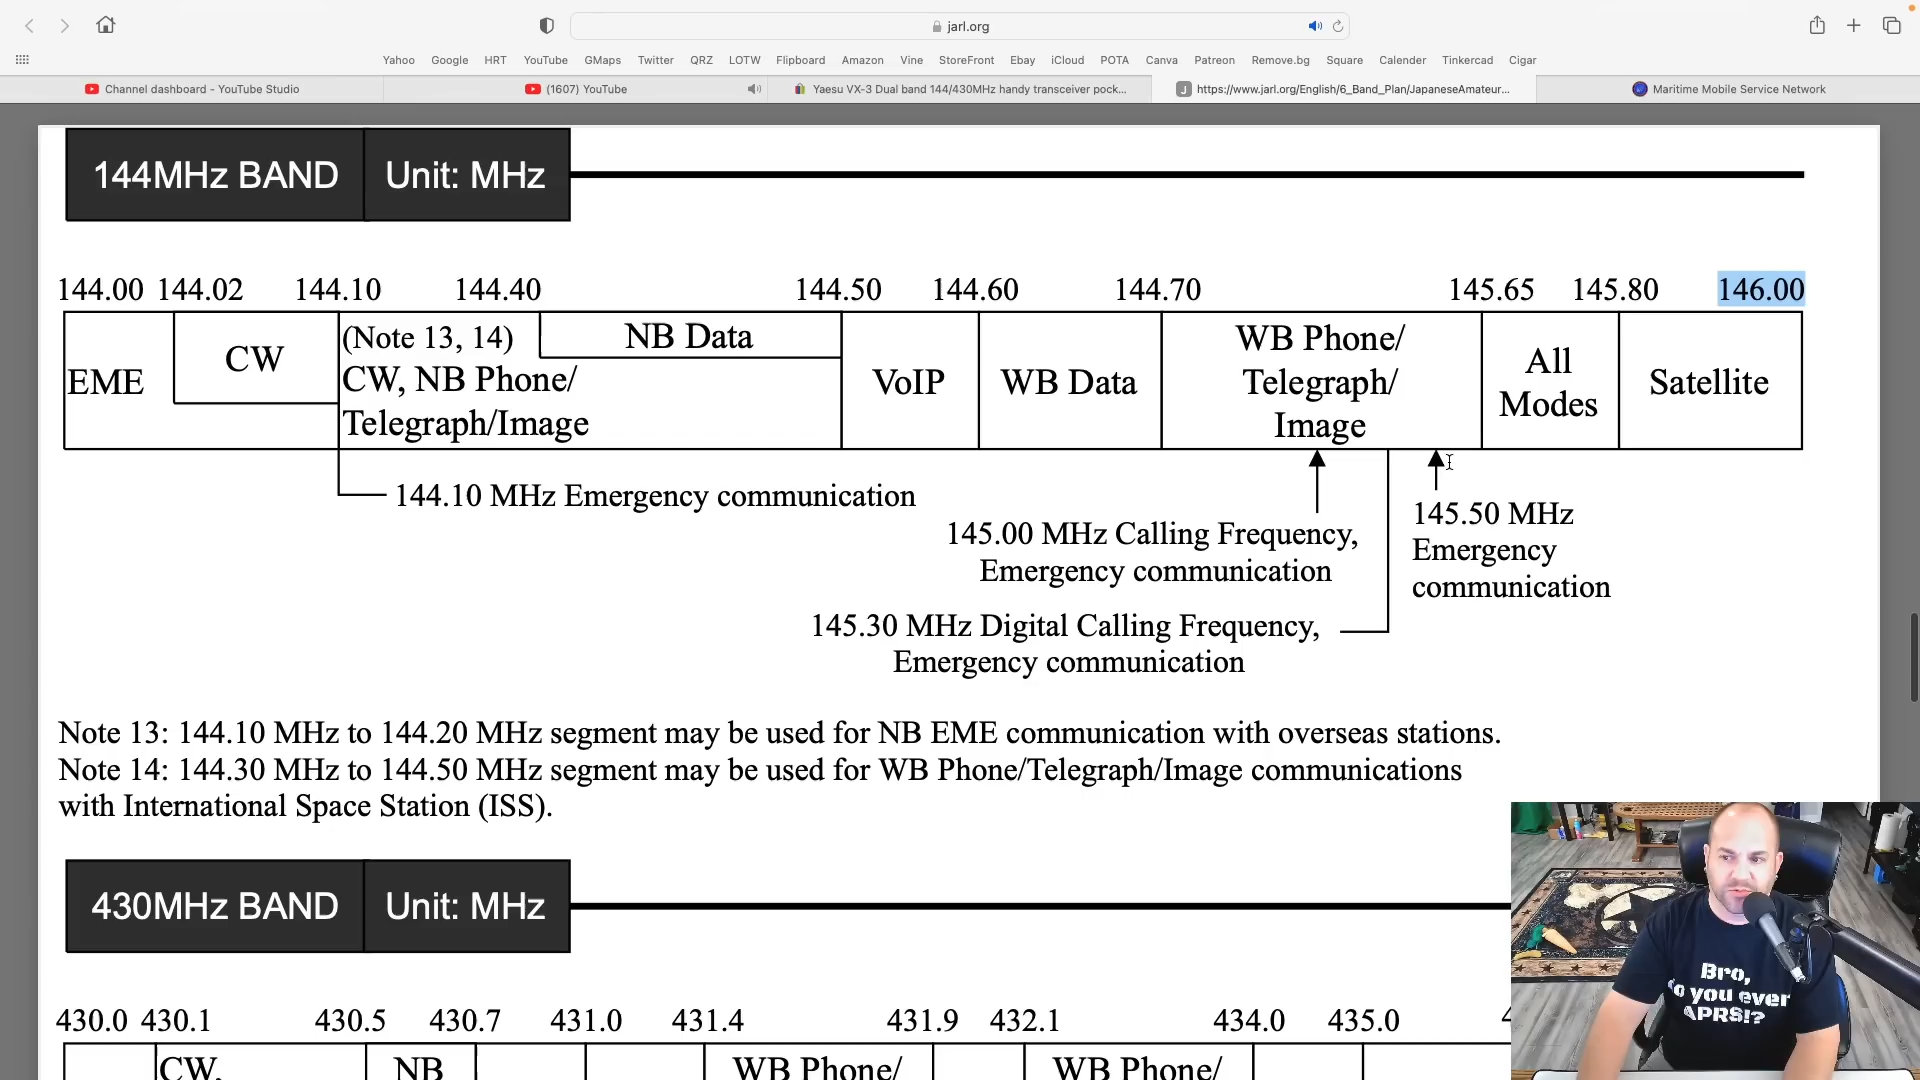 jarl.org
Yahoo Google HRT YouTube GMaps Twitter QRZ LOTW Flipboard Amazon Vine StoreFront Ebay iCloud POTA Canva Patreon Remove.bg Square Calender Tinkercad Cigar
Channel dashboard - YouTube Studio
(1607) YouTube
Yaesu VX-3 Dual band 144/430MHz handy transceiver pock...
J https://www.jarl.org/English/6_Band_Plan/JapaneseAmateur...
Maritime Mobile Service Network
144MHz BAND Unit: MHz
144.00 144.02 144.10 144.40 144.50 144.60 144.70 145.65 145.80 146.00
EME
CW
(Note 13, 14)
CW, NB Phone/
Telegraph/Image
NB Data
VoIP
WB Data
WB Phone/
Telegraph/
Image
All
Modes
Satellite
144.10 MHz Emergency communication
145.00 MHz Calling Frequency,
Emergency communication
145.30 MHz Digital Calling Frequency,
Emergency communication
145.50 MHz
Emergency
communication
Note 13: 144.10 MHz to 144.20 MHz segment may be used for NB EME communication with overseas stations.
Note 14: 144.30 MHz to 144.50 MHz segment may be used for WB Phone/Telegraph/Image communications
with International Space Station (ISS).
430MHz BAND Unit: MHz
430.0 430.1 430.5 430.7 431.0 431.4 431.9 432.1 434.0 435.0
CW,
NB
WB Phone/
WB Phone/
Bro,
you ever
APRS!?